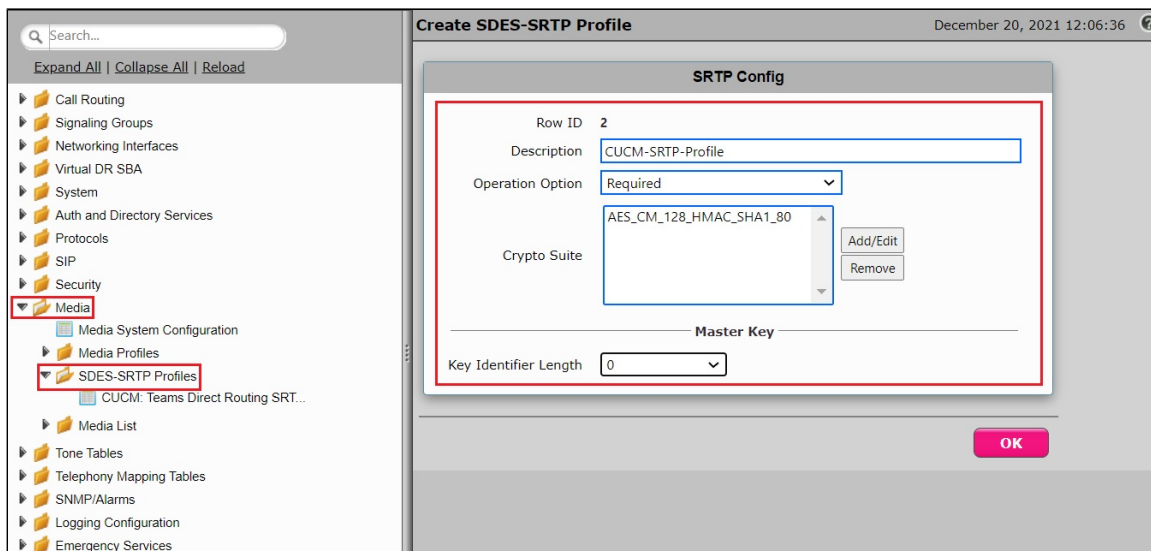 Search...
Expand All | Collapse All | Reload
Call Routing
Signaling Groups
Networking Interfaces
Virtual DR SBA
System
Auth and Directory Services
Protocols
SIP
Security
Media
Media System Configuration
Media Profiles
SDES-SRTP Profiles
CUCM: Teams Direct Routing SRT...
Media List
Tone Tables
Telephony Mapping Tables
SNMP/Alarms
Logging Configuration
Emergency Services
Create SDES-SRTP Profile December 20, 2021 12:06:36 ?
SRTP Config
Row ID 2
Description CUCM-SRTP-Profile
Operation Option Required
AES_CM_128_HMAC_SHA1_80
Crypto Suite
Add/Edit
Remove
Master Key
Key Identifier Length 0
OK